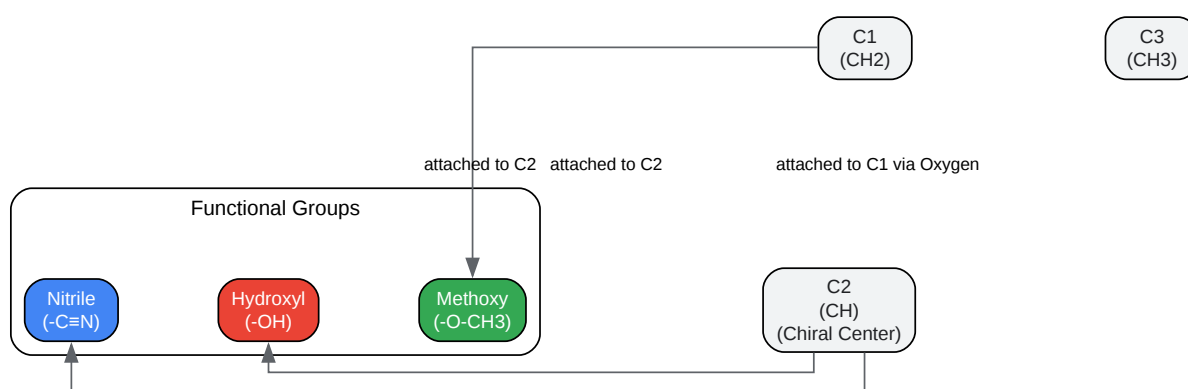 C1
(CH2)
C3
(CH3)
attached to C2
attached to C2
attached to C1 via Oxygen
Functional Groups
Nitrile
(-C≡N)
Hydroxyl
(-OH)
Methoxy
(-O-CH3)
C2
(CH)
(Chiral Center)